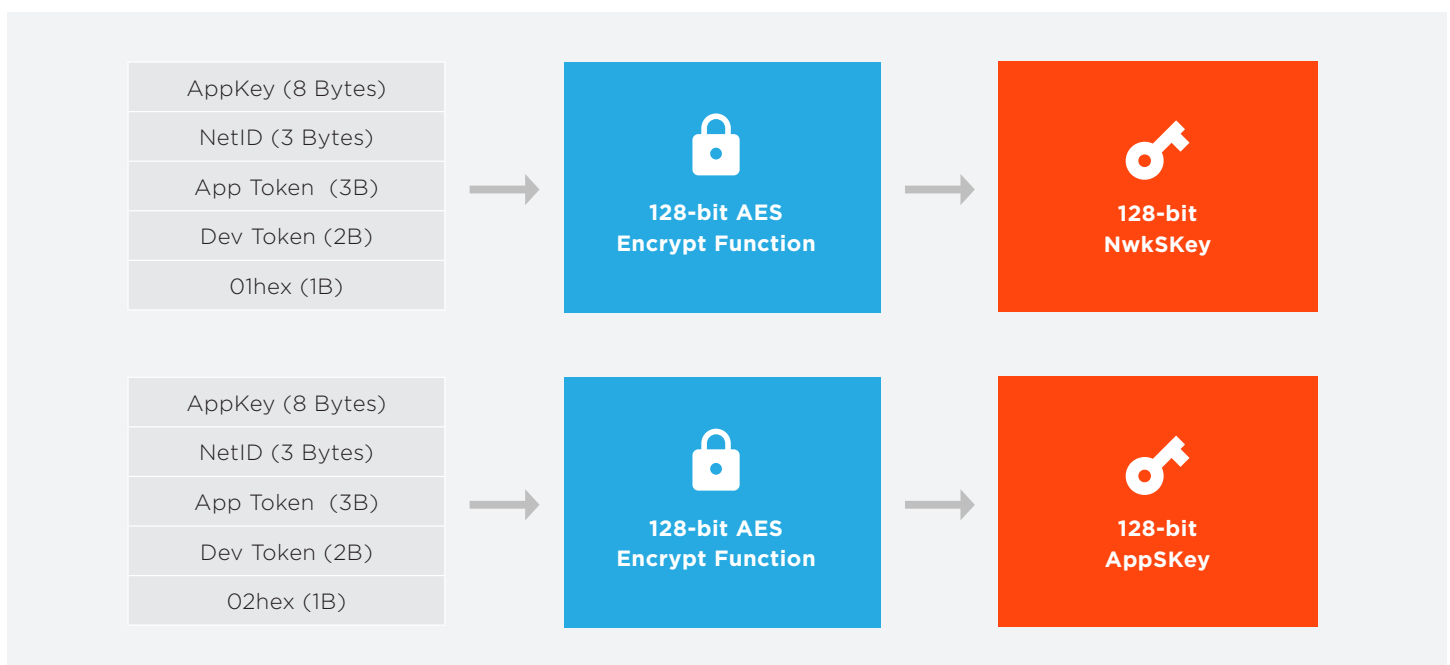 AppKey (8 Bytes)
NetID (3 Bytes)
App Token (3B)
Dev Token (2B)
01hex (1B)
128-bit AES
Encrypt Function
128-bit
NwkSKey
AppKey (8 Bytes)
NetID (3 Bytes)
App Token (3B)
Dev Token (2B)
02hex (1B)
128-bit AES
Encrypt Function
128-bit
AppSKey